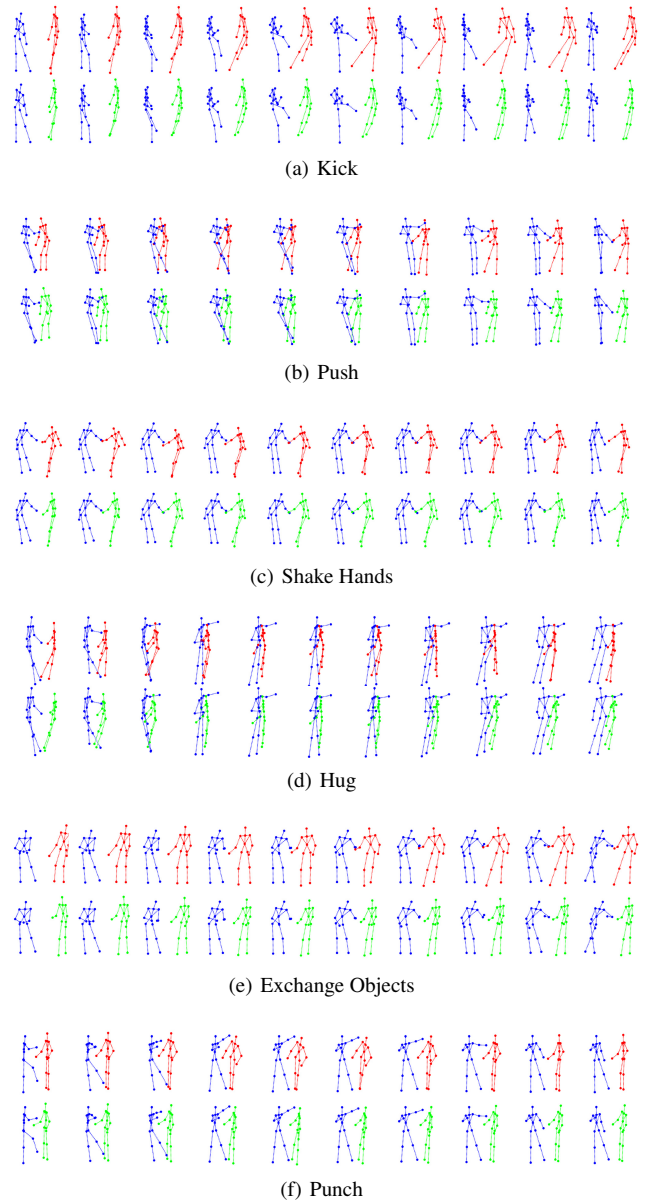 (a) Kick
(b) Push
(c) Shake Hands
(d) Hug
(e) Exchange Objects
(f) Punch